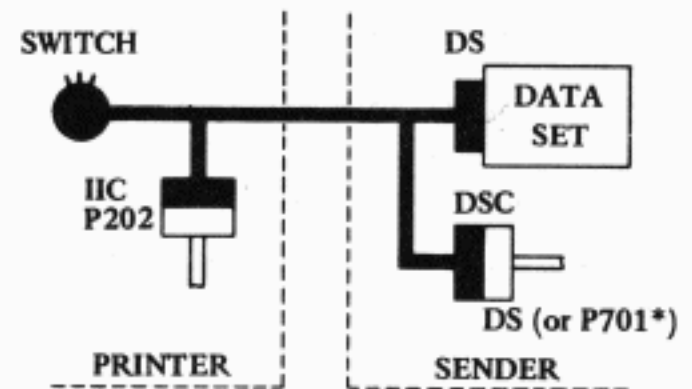 SWITCH
DS
DATA
SET
IIC
P202
DSC
DS (or P701*)
PRINTER
SENDER